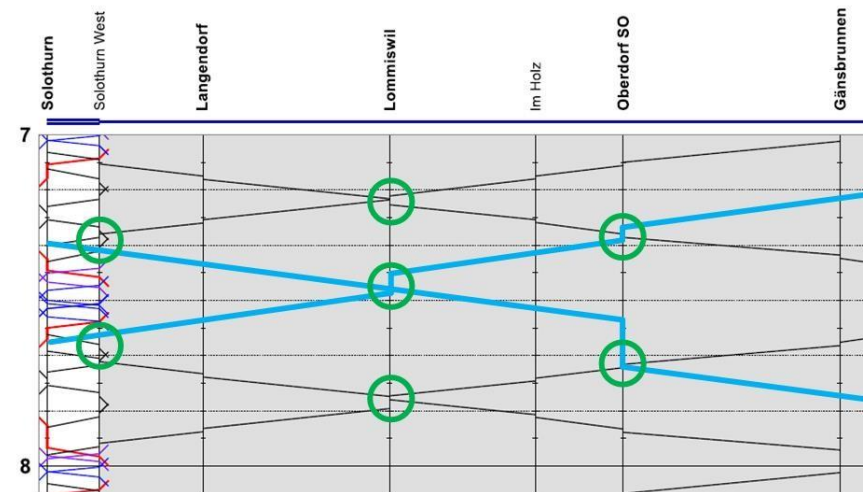 Solothurn
Solothurn West
Langendorf
Lommiswil
Im Holz
Oberdorf SO
Gänsbrunnen
7
8